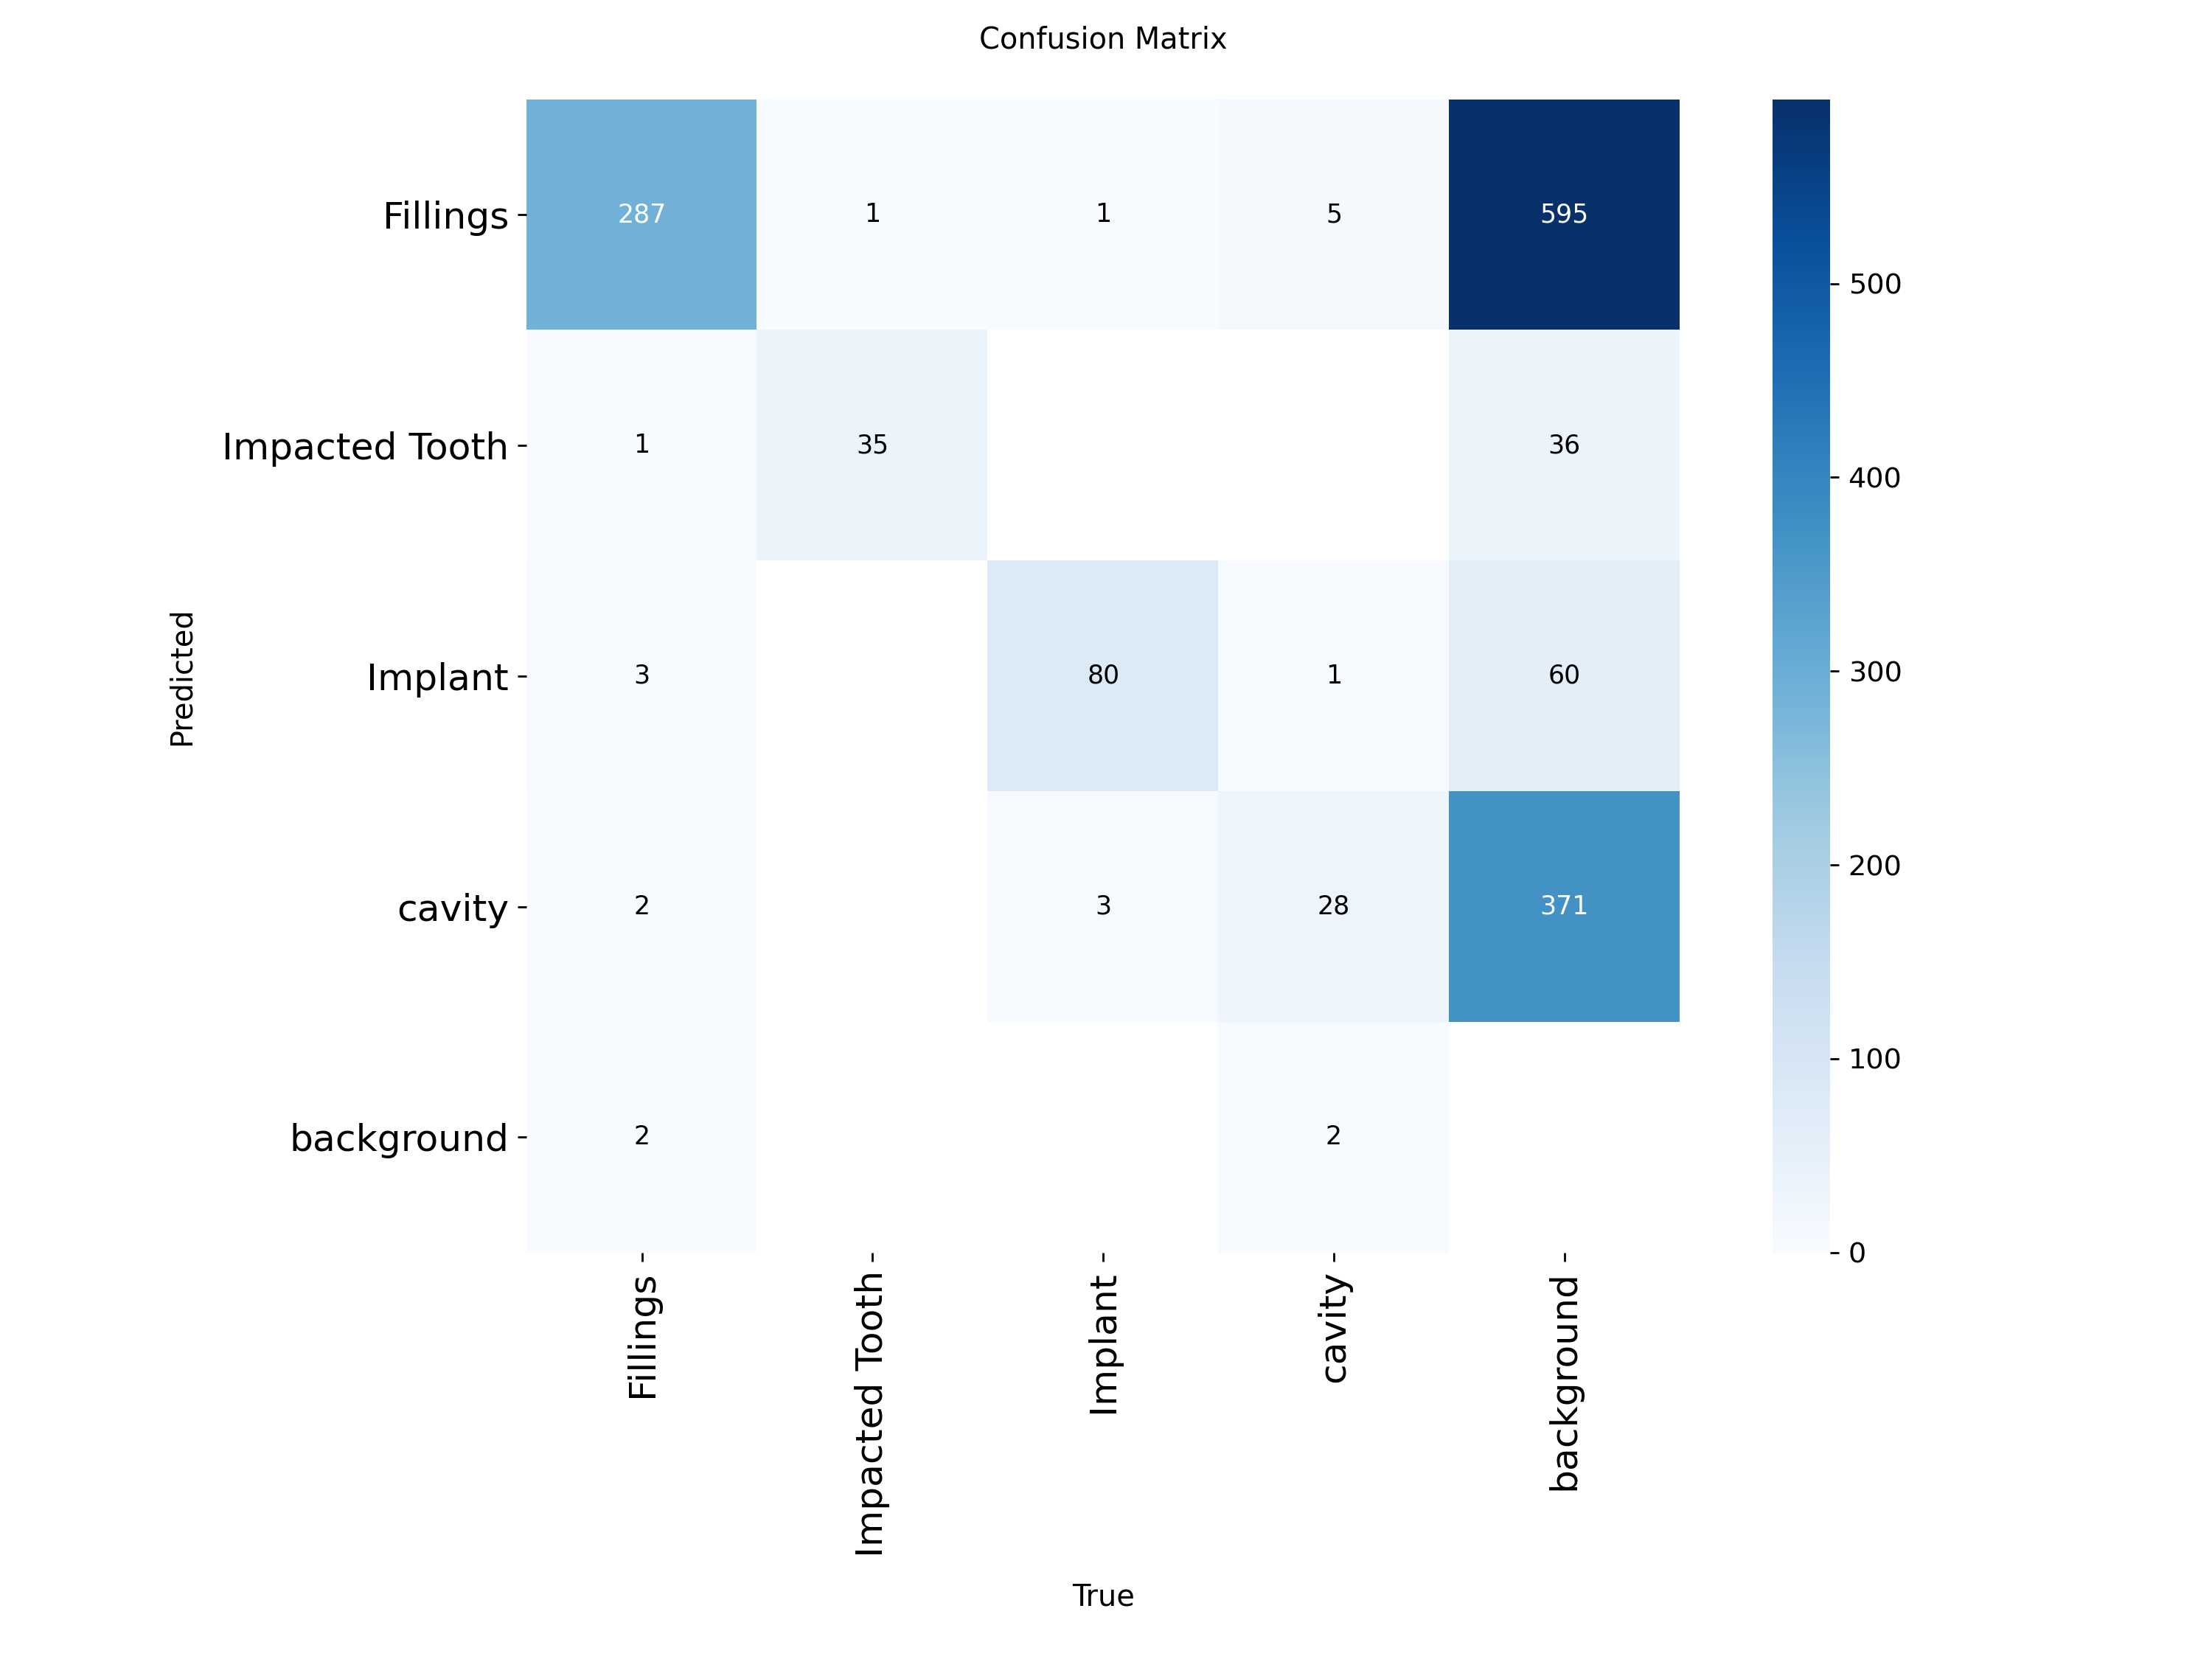 Confusion Matrix
Fillings 287 1 1 5 595
Impacted Tooth 1 35 36
Implant 3 80 1 60
cavity 2 3 28 371
background 2 2
Predicted
Fillings
Impacted Tooth
Implant
cavity
background
True
500
400
300
200
100
0